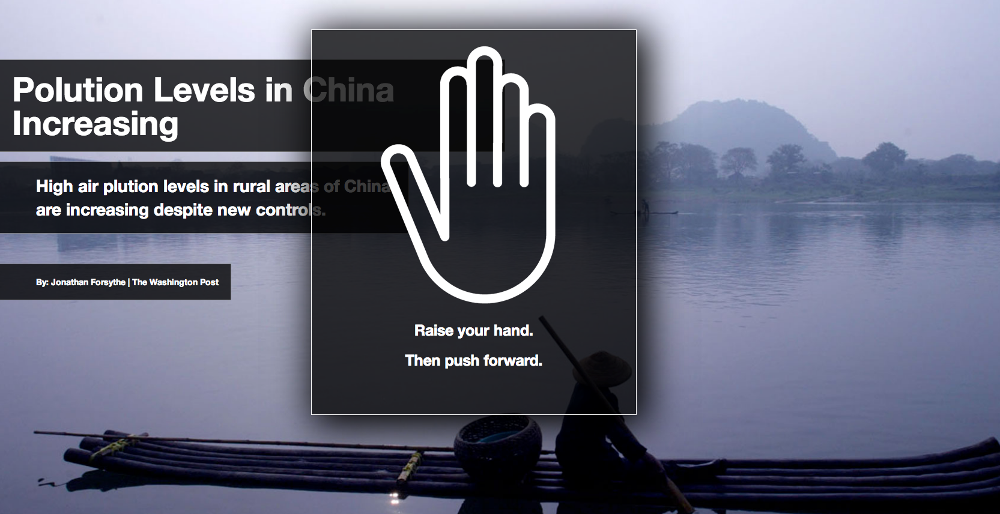 Polution Levels in China
Increasing
High air plution levels in rural areas of China
are increasing despite new controls.
By: Jonathan Forsythe | The Washington Post
Raise your hand.
Then push forward.